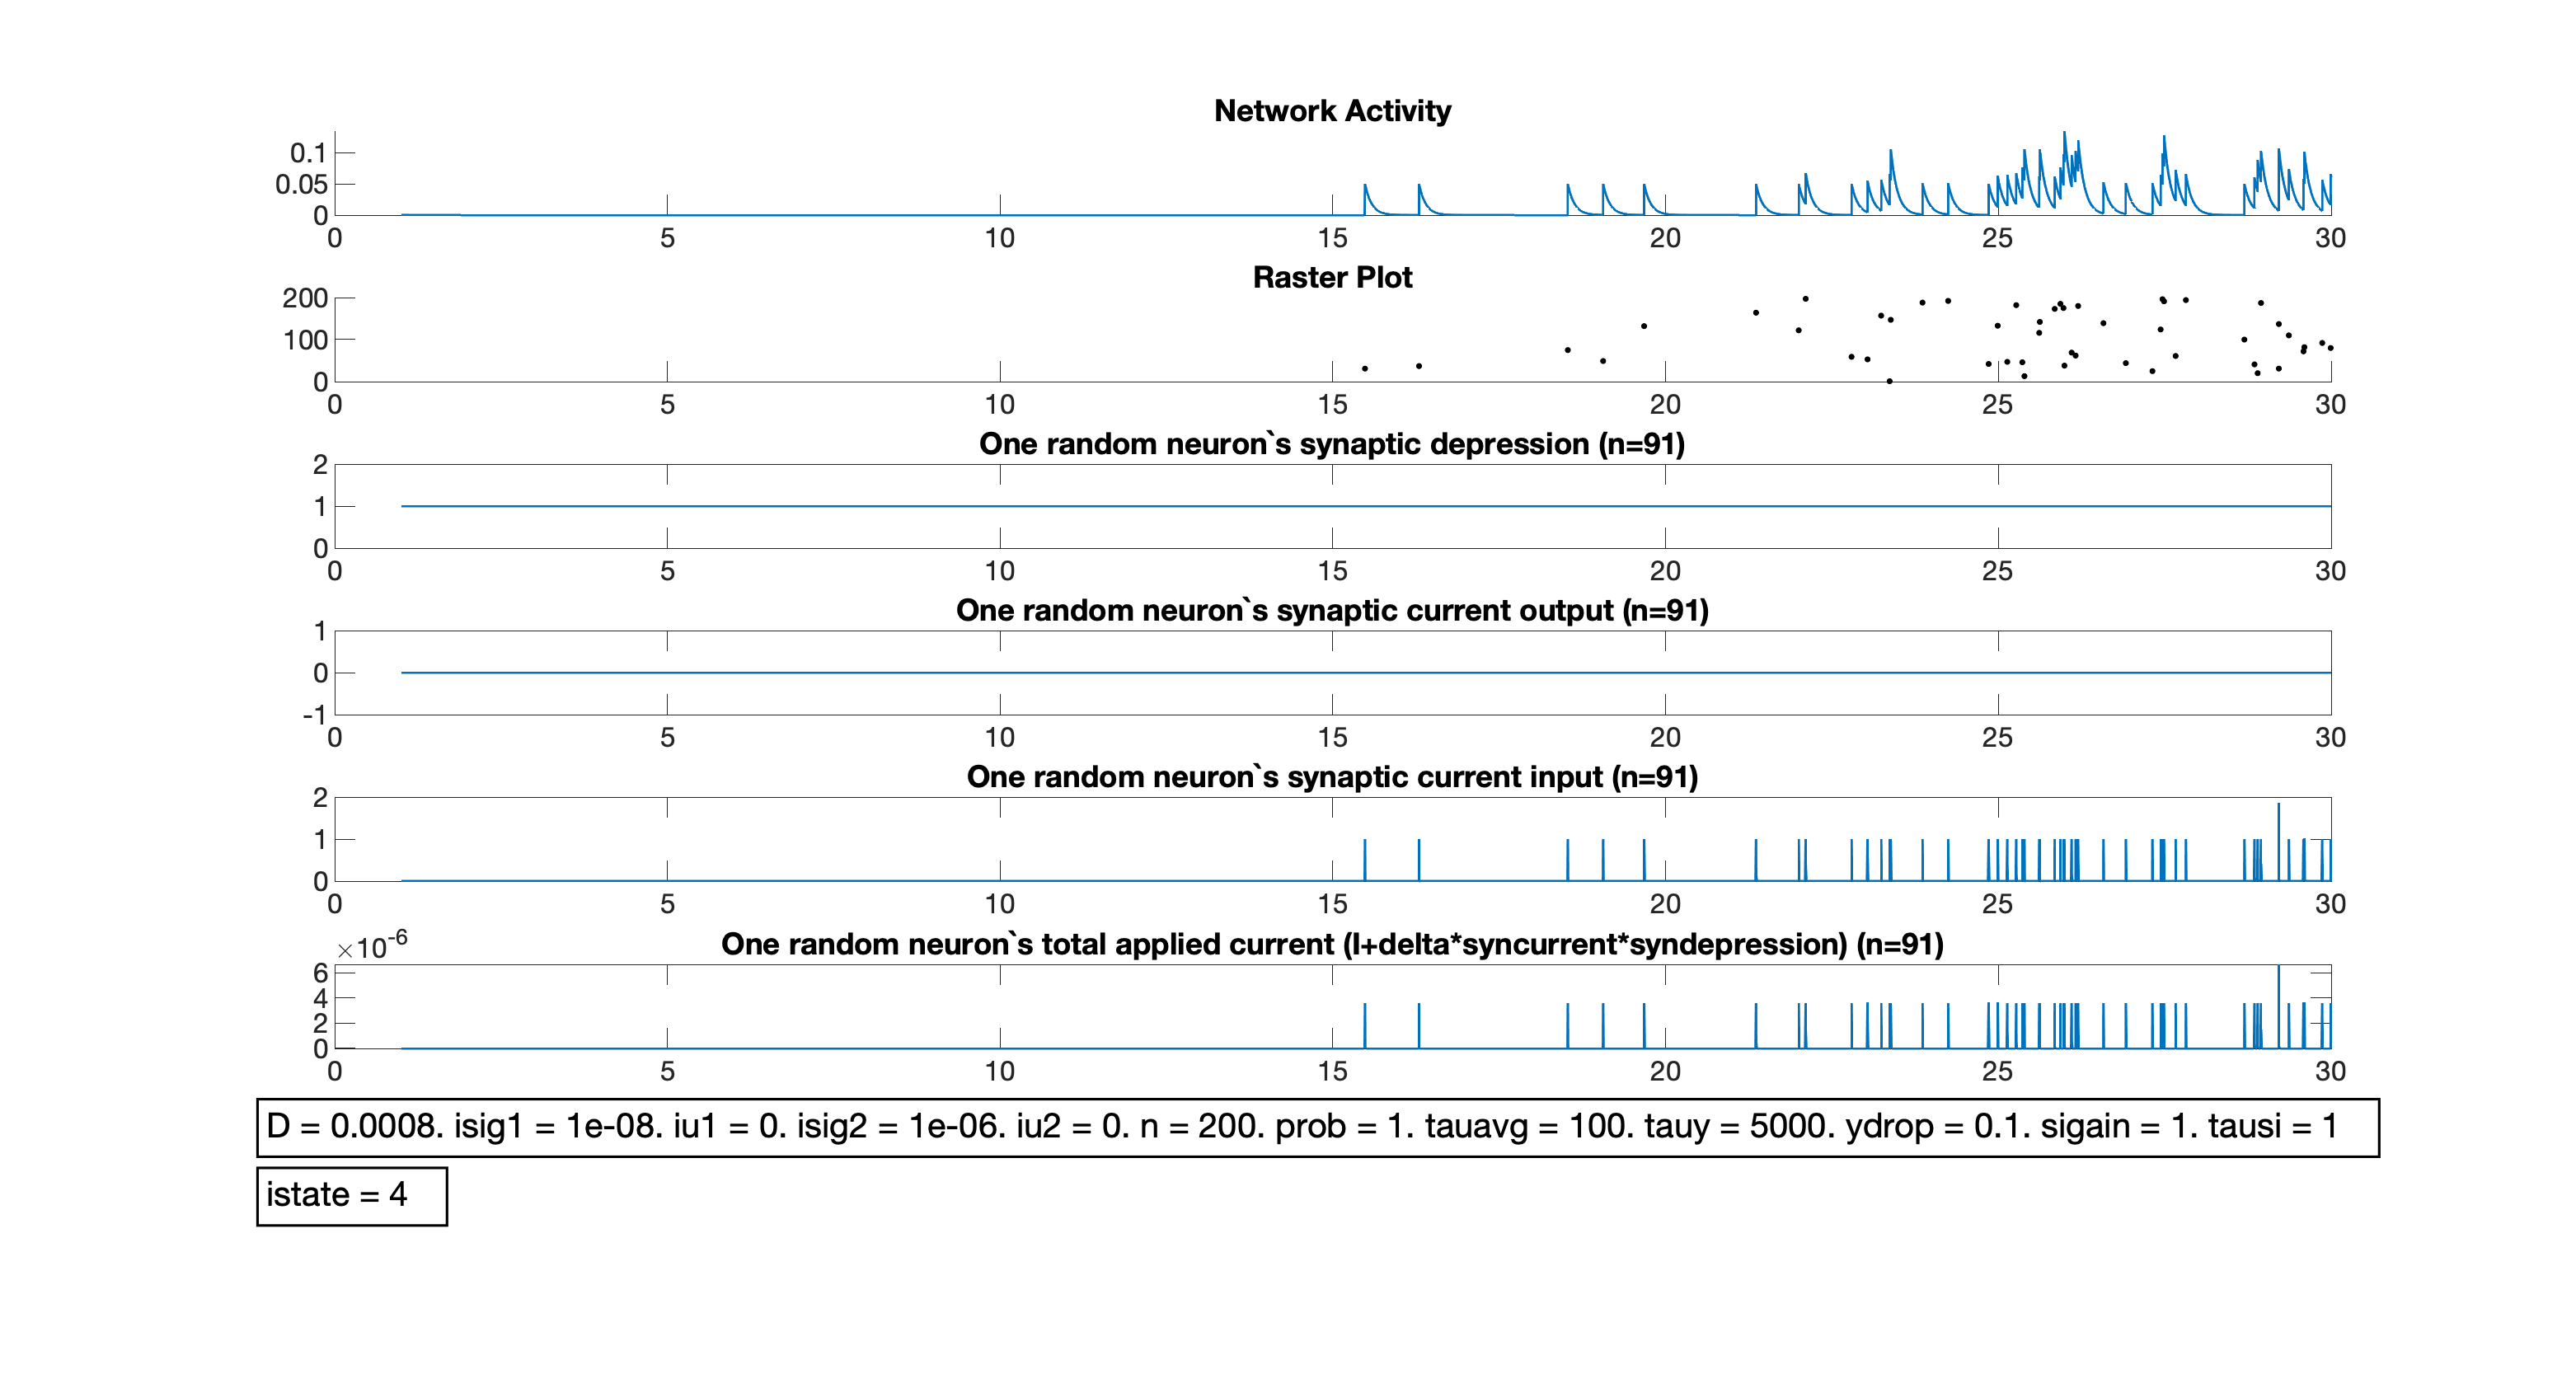 Network Activity
0.1
0.05
0
0 5 10 15 20 25 30
Raster Plot
200
100
0
0 5 10 15 20 25 30
One random neuron`s synaptic depression (n=91)
2
1
0
0 5 10 15 20 25 30
One random neuron`s synaptic current output (n=91)
1
0
-1
0 5 10 15 20 25 30
One random neuron`s synaptic current input (n=91)
2
1
0
0 5 10 15 20 25 30
×10-6
One random neuron`s total applied current (I+delta*syncurrent*syndepression) (n=91)
6
4
2
0
0 5 10 15 20 25 30
D = 0.0008. isig1 = 1e-08. iu1 = 0. isig2 = 1e-06. iu2 = 0. n = 200. prob = 1. tauavg = 100. tauy = 5000. ydrop = 0.1. sigain = 1. tausi = 1
istate = 4